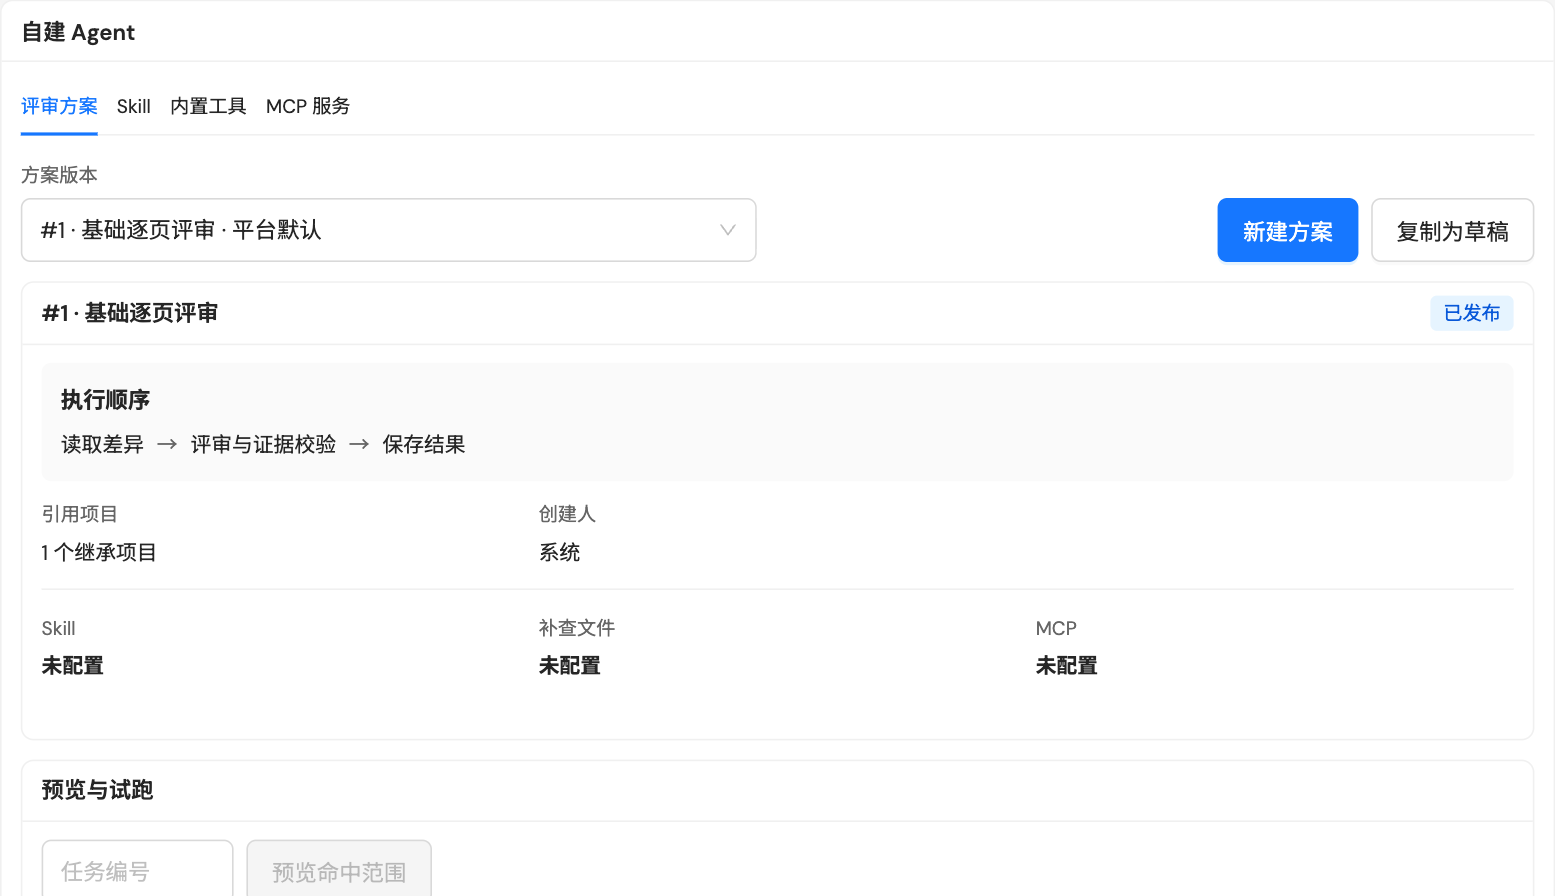 自建 Agent
评审方案 Skill 内置工具 MCP 服务
方案版本
#1 · 基础逐页评审 · 平台默认
新建方案 复制为草稿
#1 · 基础逐页评审
已发布
执行顺序
读取差异 → 评审与证据校验 → 保存结果
引用项目 创建人
1 个继承项目 系统
Skill 补查文件 MCP
未配置 未配置 未配置
预览与试跑
任务编号 预览命中范围